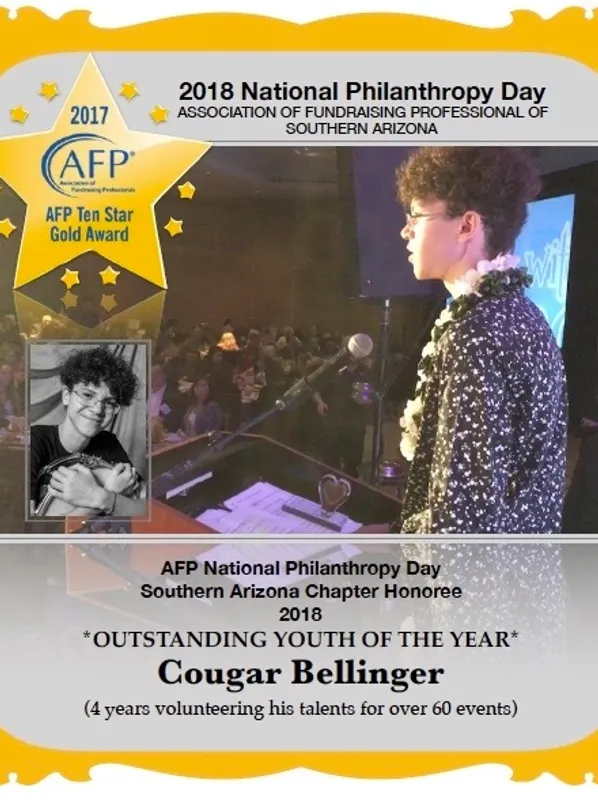 2018 National Philanthropy Day
ASSOCIATION OF FUNDRAISING PROFESSIONAL OF
SOUTHERN ARIZONA
2017
AFP®
Association of
Fundraising Professionals
AFP Ten Star
Gold Award
AFP National Philanthropy Day
Southern Arizona Chapter Honoree
2018
*OUTSTANDING YOUTH OF THE YEAR*
Cougar Bellinger
(4 years volunteering his talents for over 60 events)